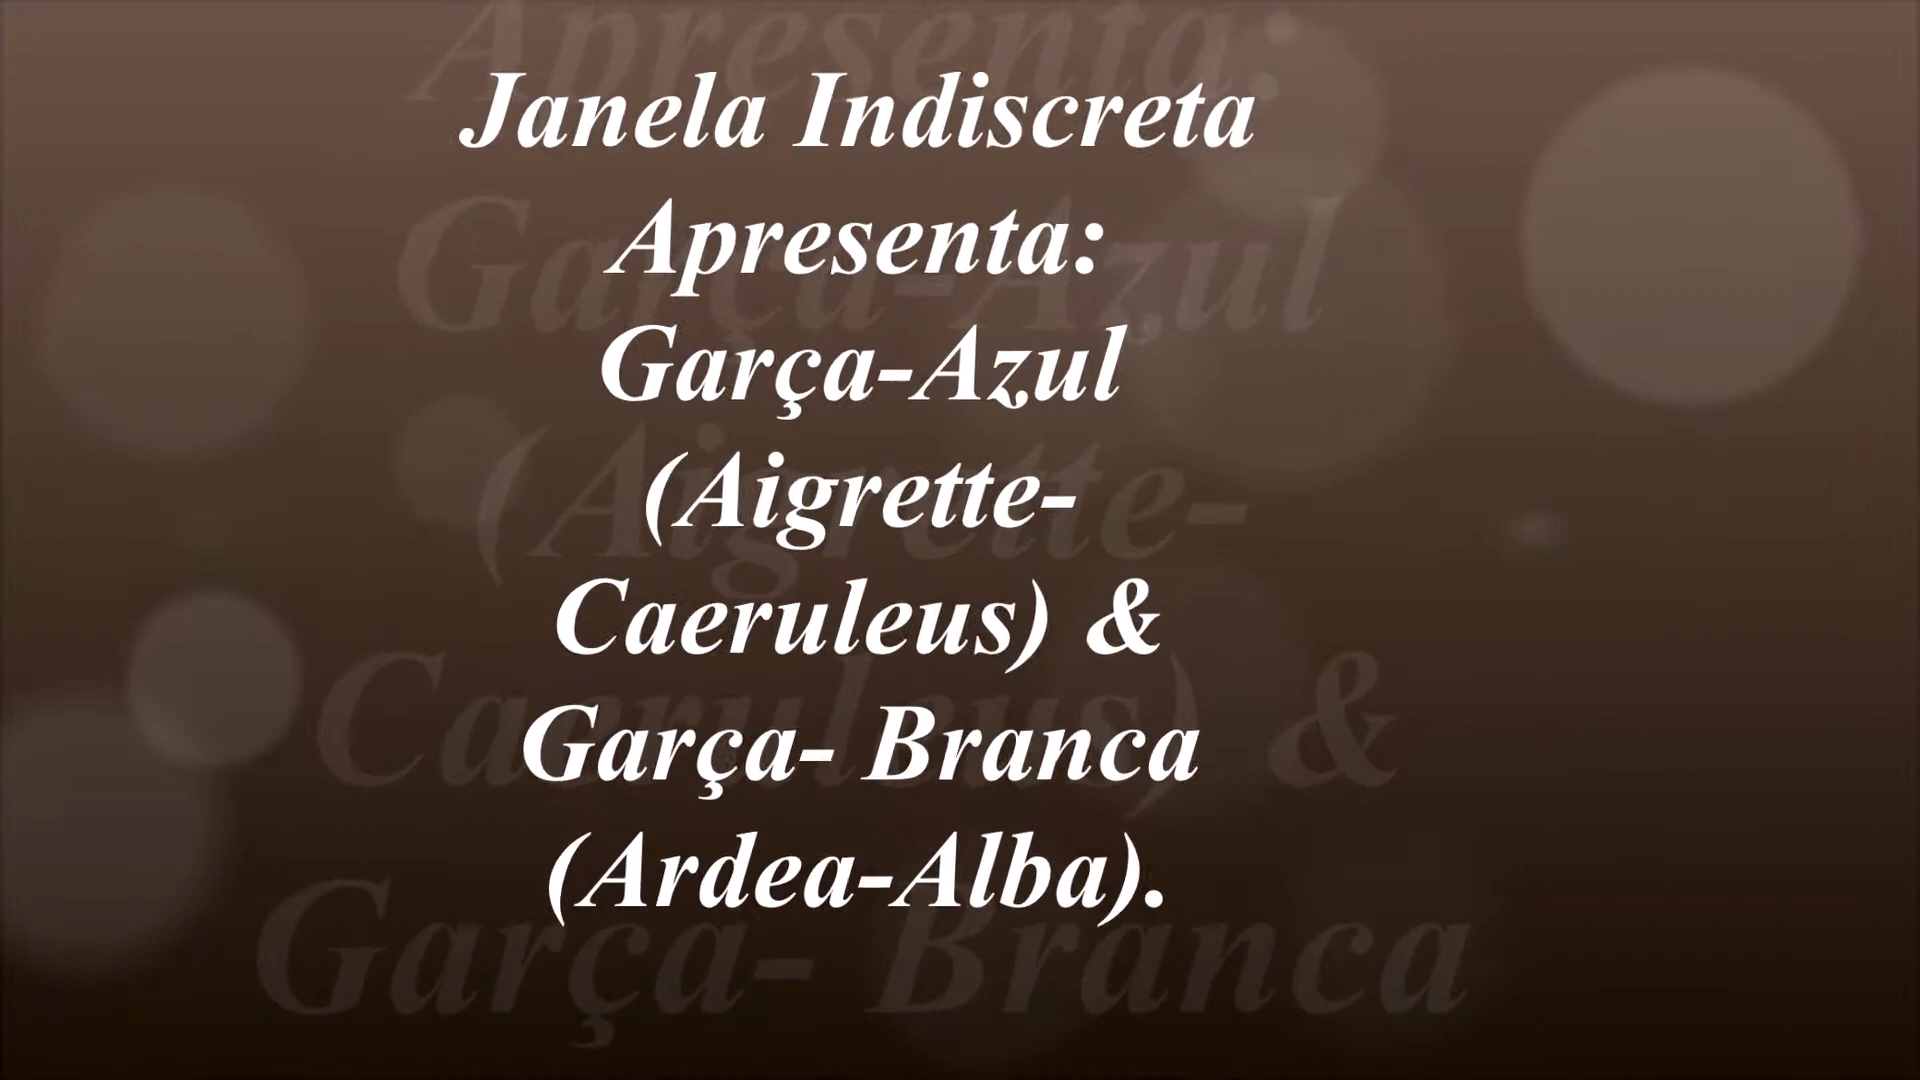 Janela Indiscreta
Apresenta:
Garça-Azul
(Aigrette-
Caeruleus) &
Garça- Branca
(Ardea-Alba).